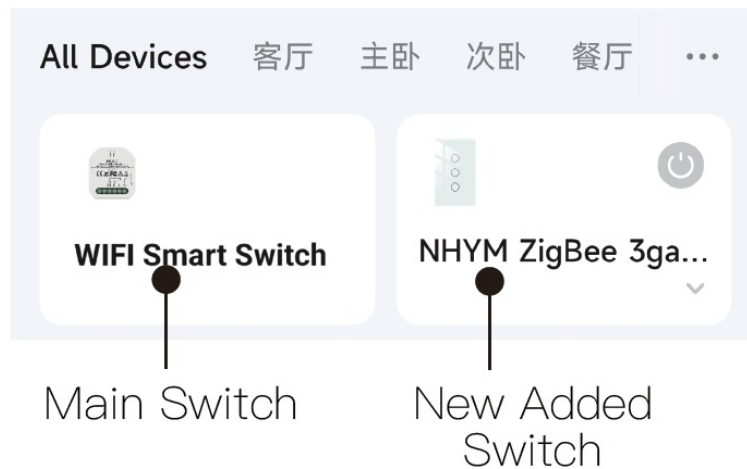 All Devices 客厅 主卧 次卧 餐厅 •••
WIFI Smart Switch
NHYM ZigBee 3ga...
Main Switch
New Added
Switch